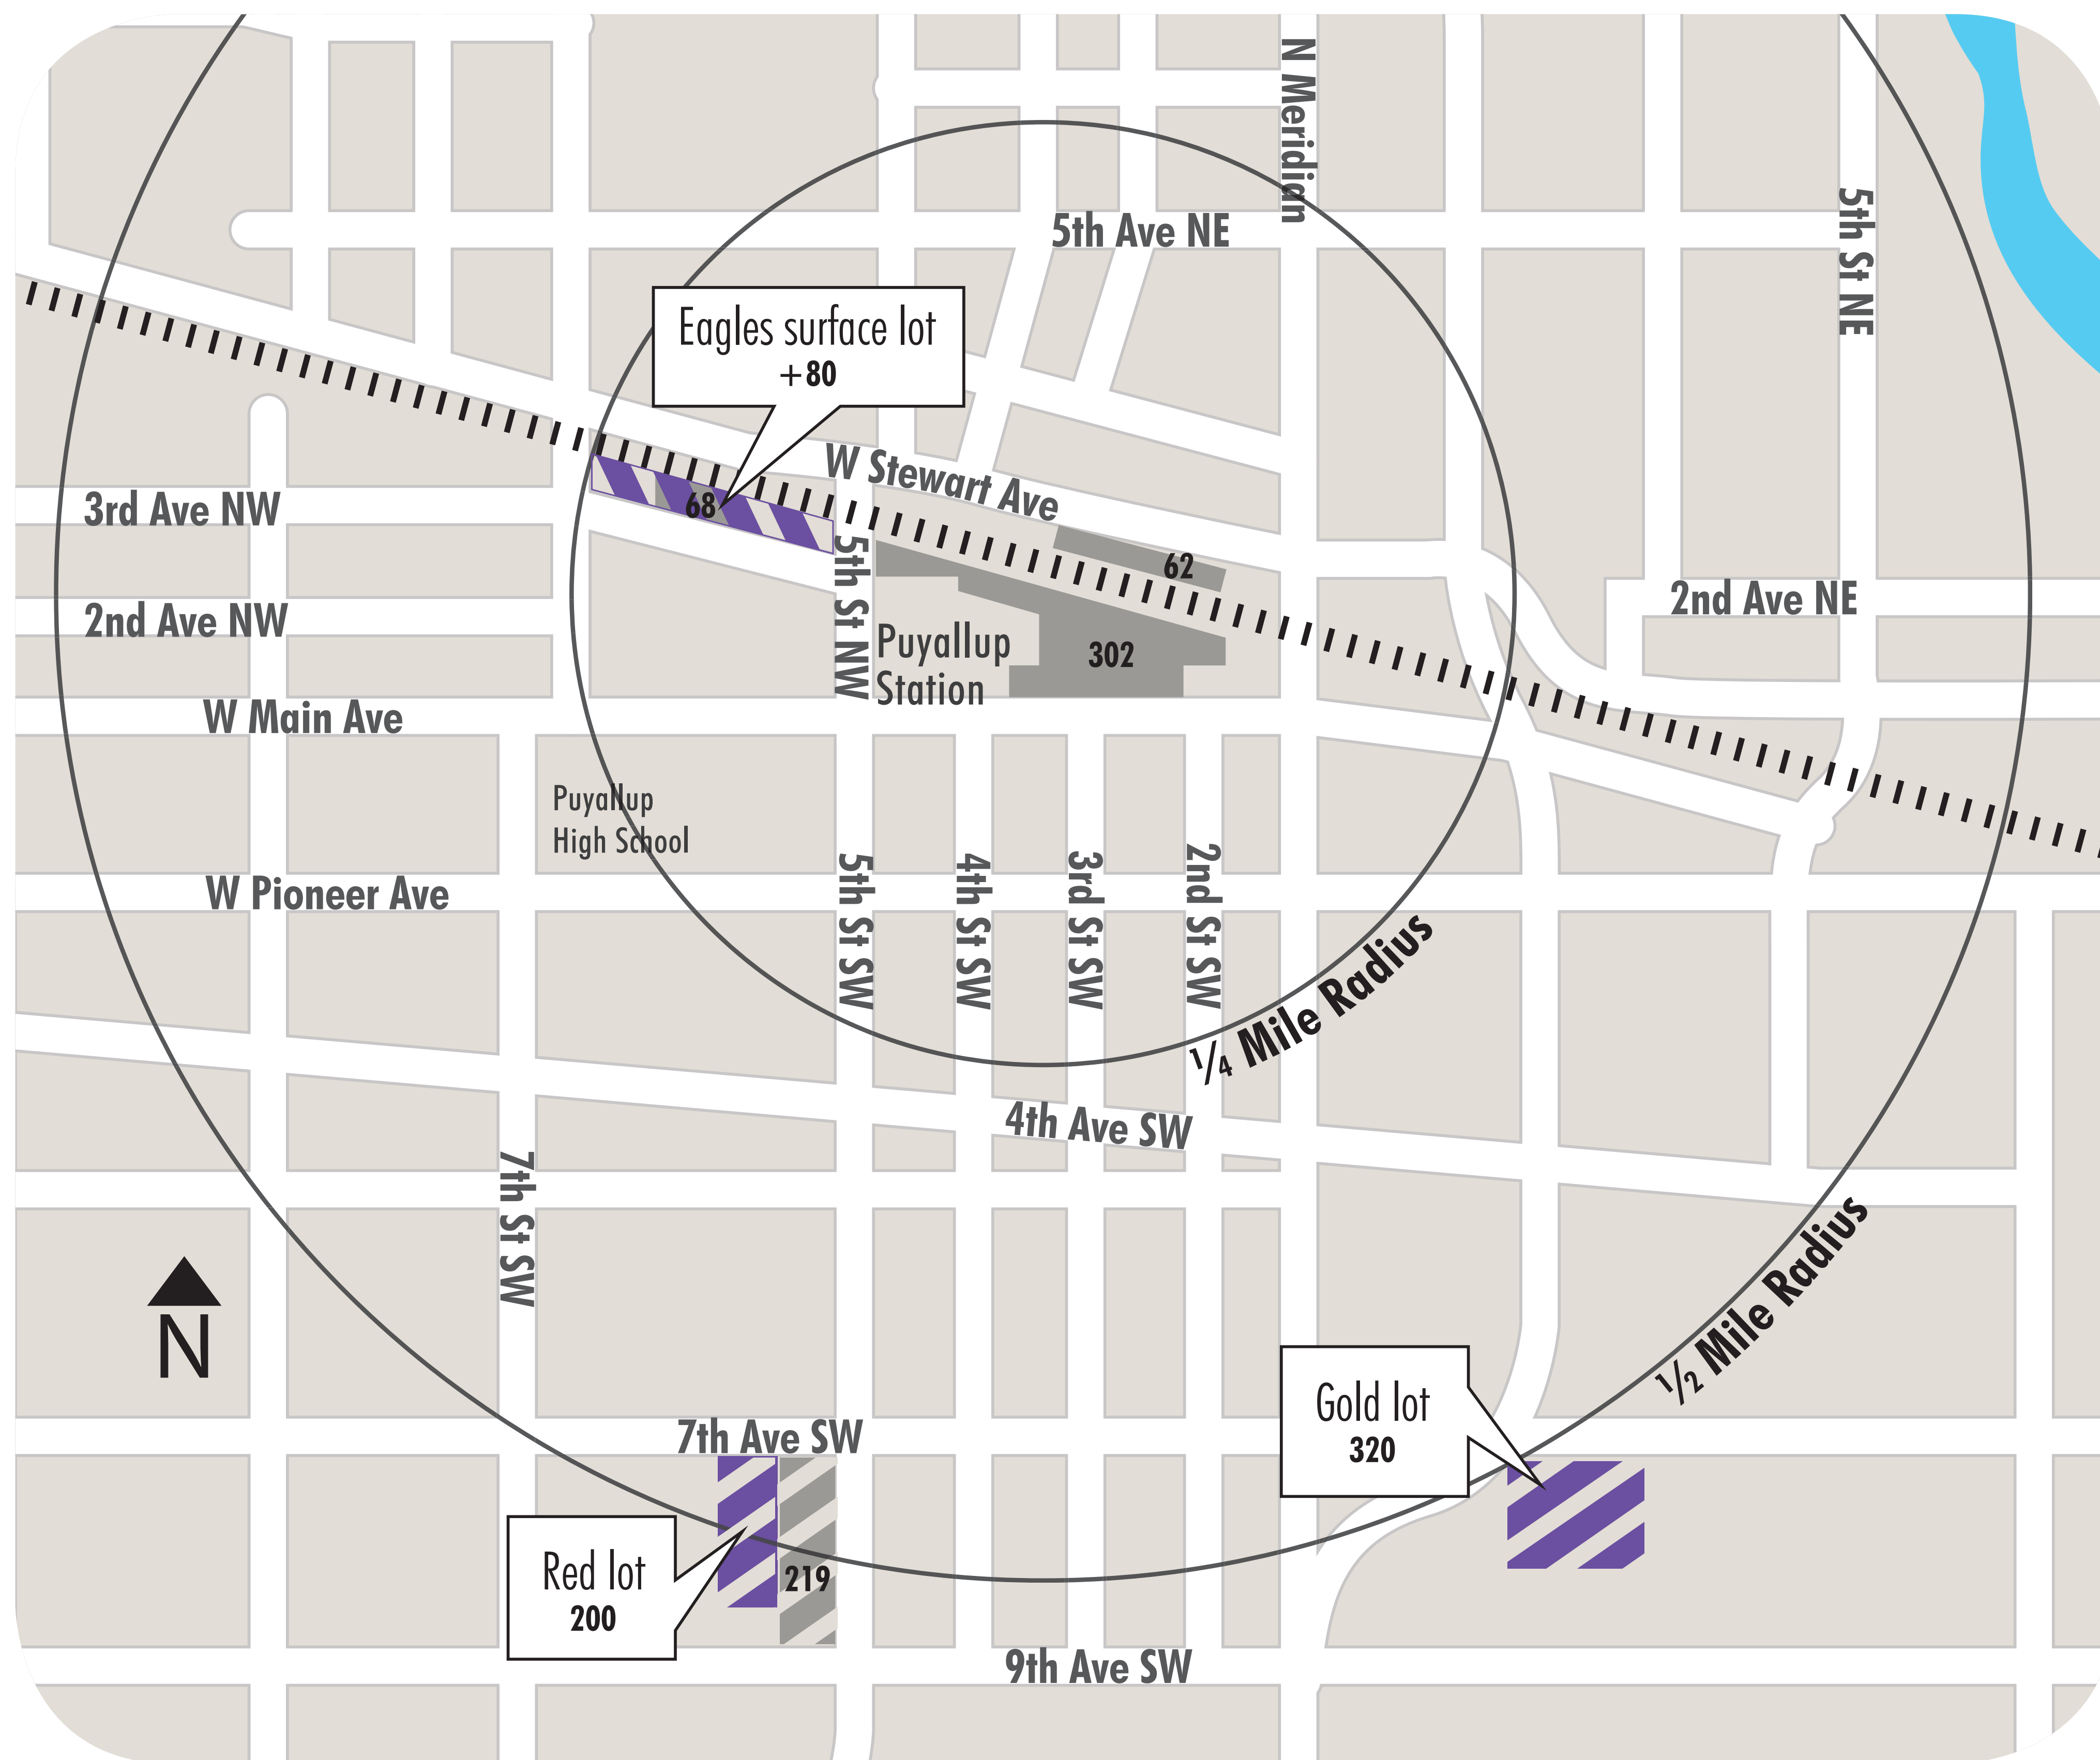 N Meridian
5th Ave NE
5th St NE
Eagles surface lot
+80
W Stewart Ave
3rd Ave NW
68
62
5th St NW
2nd Ave NE
2nd Ave NW
Puyallup
Station
302
W Main Ave
Puyallup
High School
W Pioneer Ave
5th St SW
4th St SW
3rd St SW
2nd St SW
1/4 Mile Radius
4th Ave SW
7th St SW
1/2 Mile Radius
N
Gold lot
320
7th Ave SW
Red lot
200
219
9th Ave SW